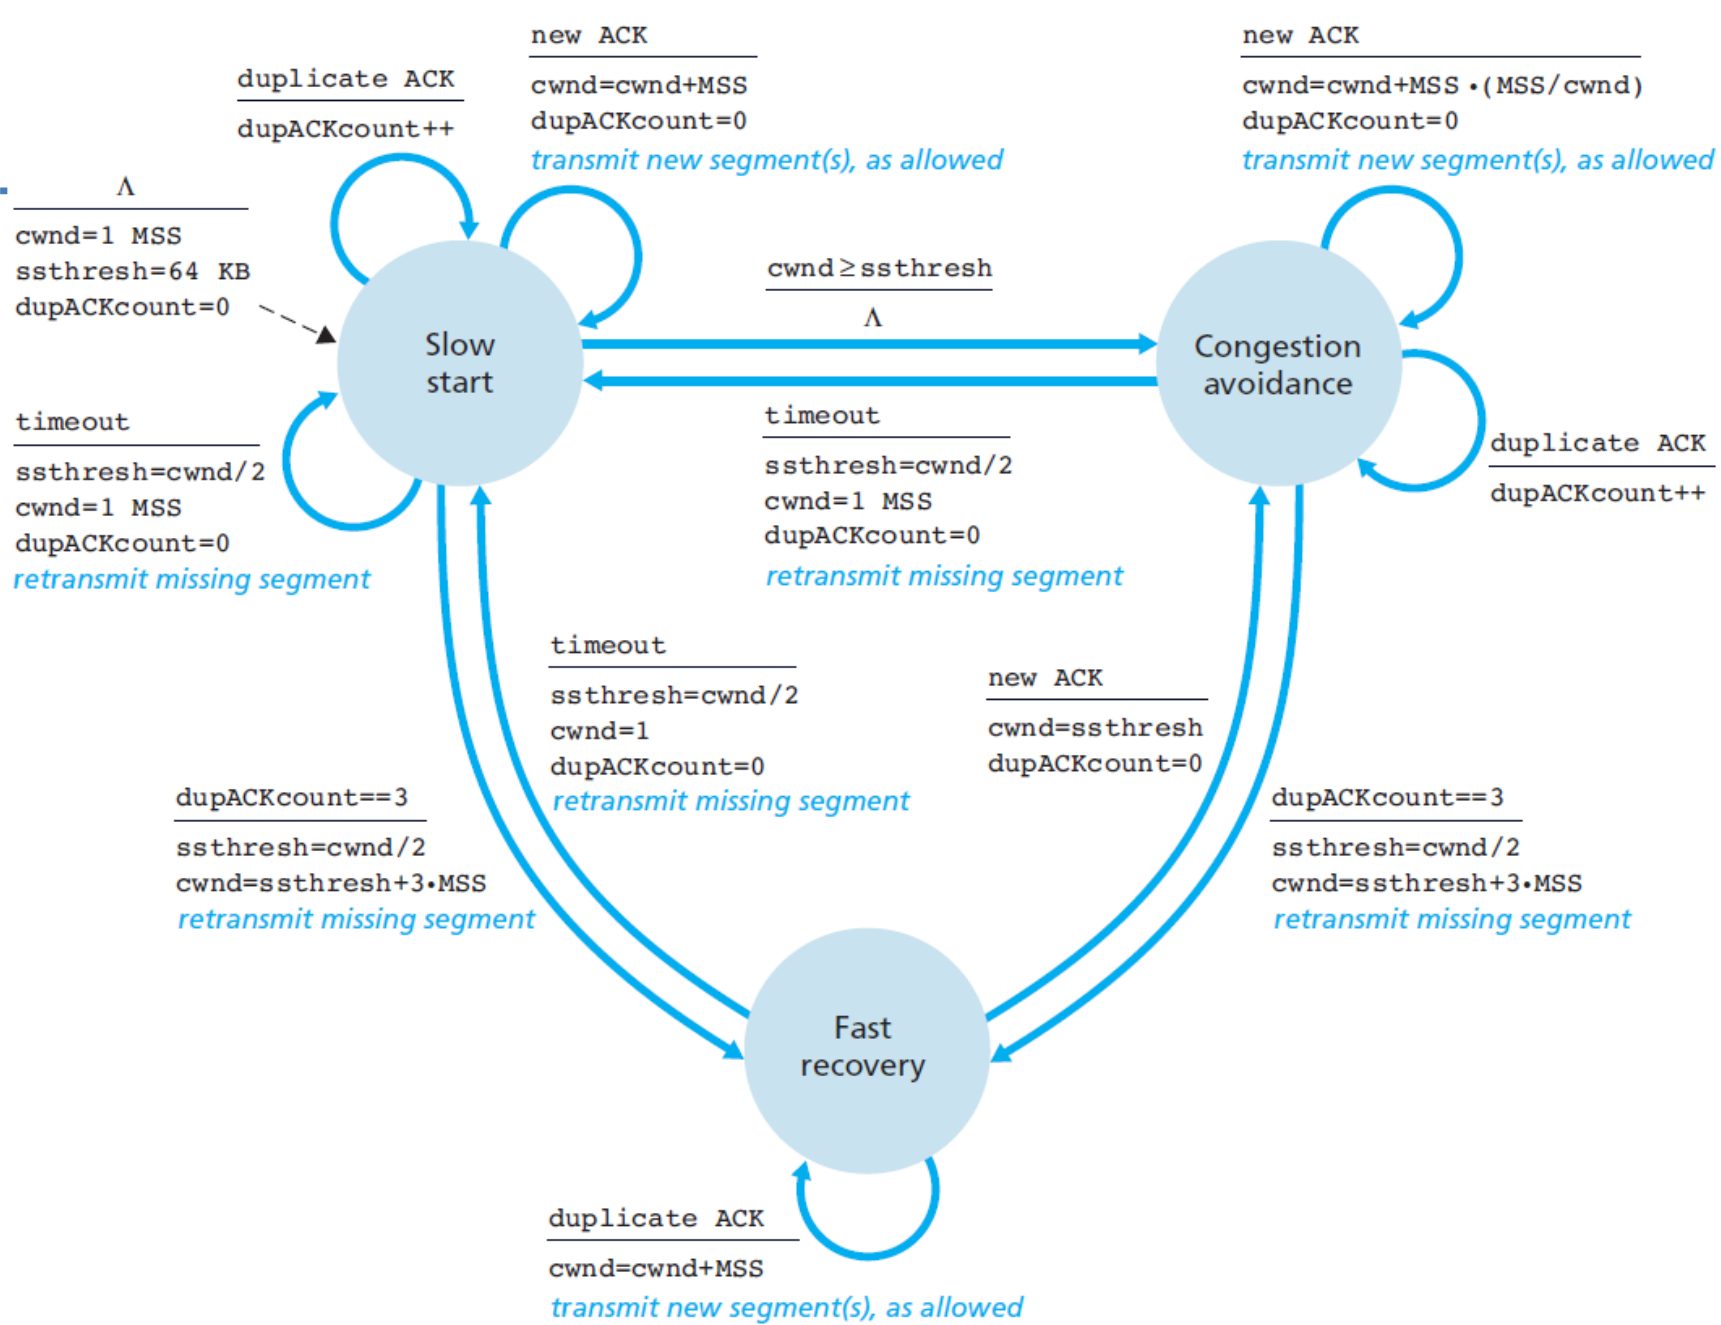 new ACK
cwnd=cwnd+MSS
dupACKcount=0
transmit new segment(s), as allowed
new ACK
cwnd=cwnd+MSS •(MSS/cwnd)
dupACKcount=0
transmit new segment(s), as allowed
duplicate ACK
dupACKcount++
Λ
cwnd=1 MSS
ssthresh=64 KB
dupACKcount=0
cwnd≥ssthresh
Λ
Slow
start
Congestion
avoidance
timeout
ssthresh=cwnd/2
cwnd=1 MSS
dupACKcount=0
retransmit missing segment
timeout
ssthresh=cwnd/2
cwnd=1 MSS
dupACKcount=0
retransmit missing segment
duplicate ACK
dupACKcount++
timeout
ssthresh=cwnd/2
cwnd=1
dupACKcount=0
retransmit missing segment
new ACK
cwnd=ssthresh
dupACKcount=0
dupACKcount==3
ssthresh=cwnd/2
cwnd=ssthresh+3•MSS
retransmit missing segment
dupACKcount==3
ssthresh=cwnd/2
cwnd=ssthresh+3•MSS
retransmit missing segment
Fast
recovery
duplicate ACK
cwnd=cwnd+MSS
transmit new segment(s), as allowed